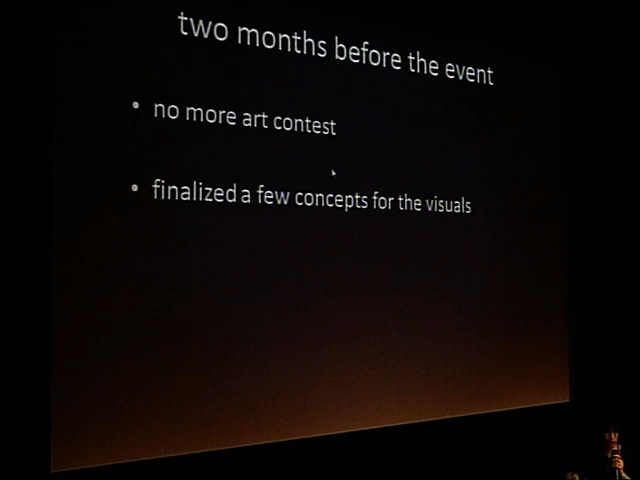 two months before the event
• no more art contest
• finalized a few concepts for the visuals